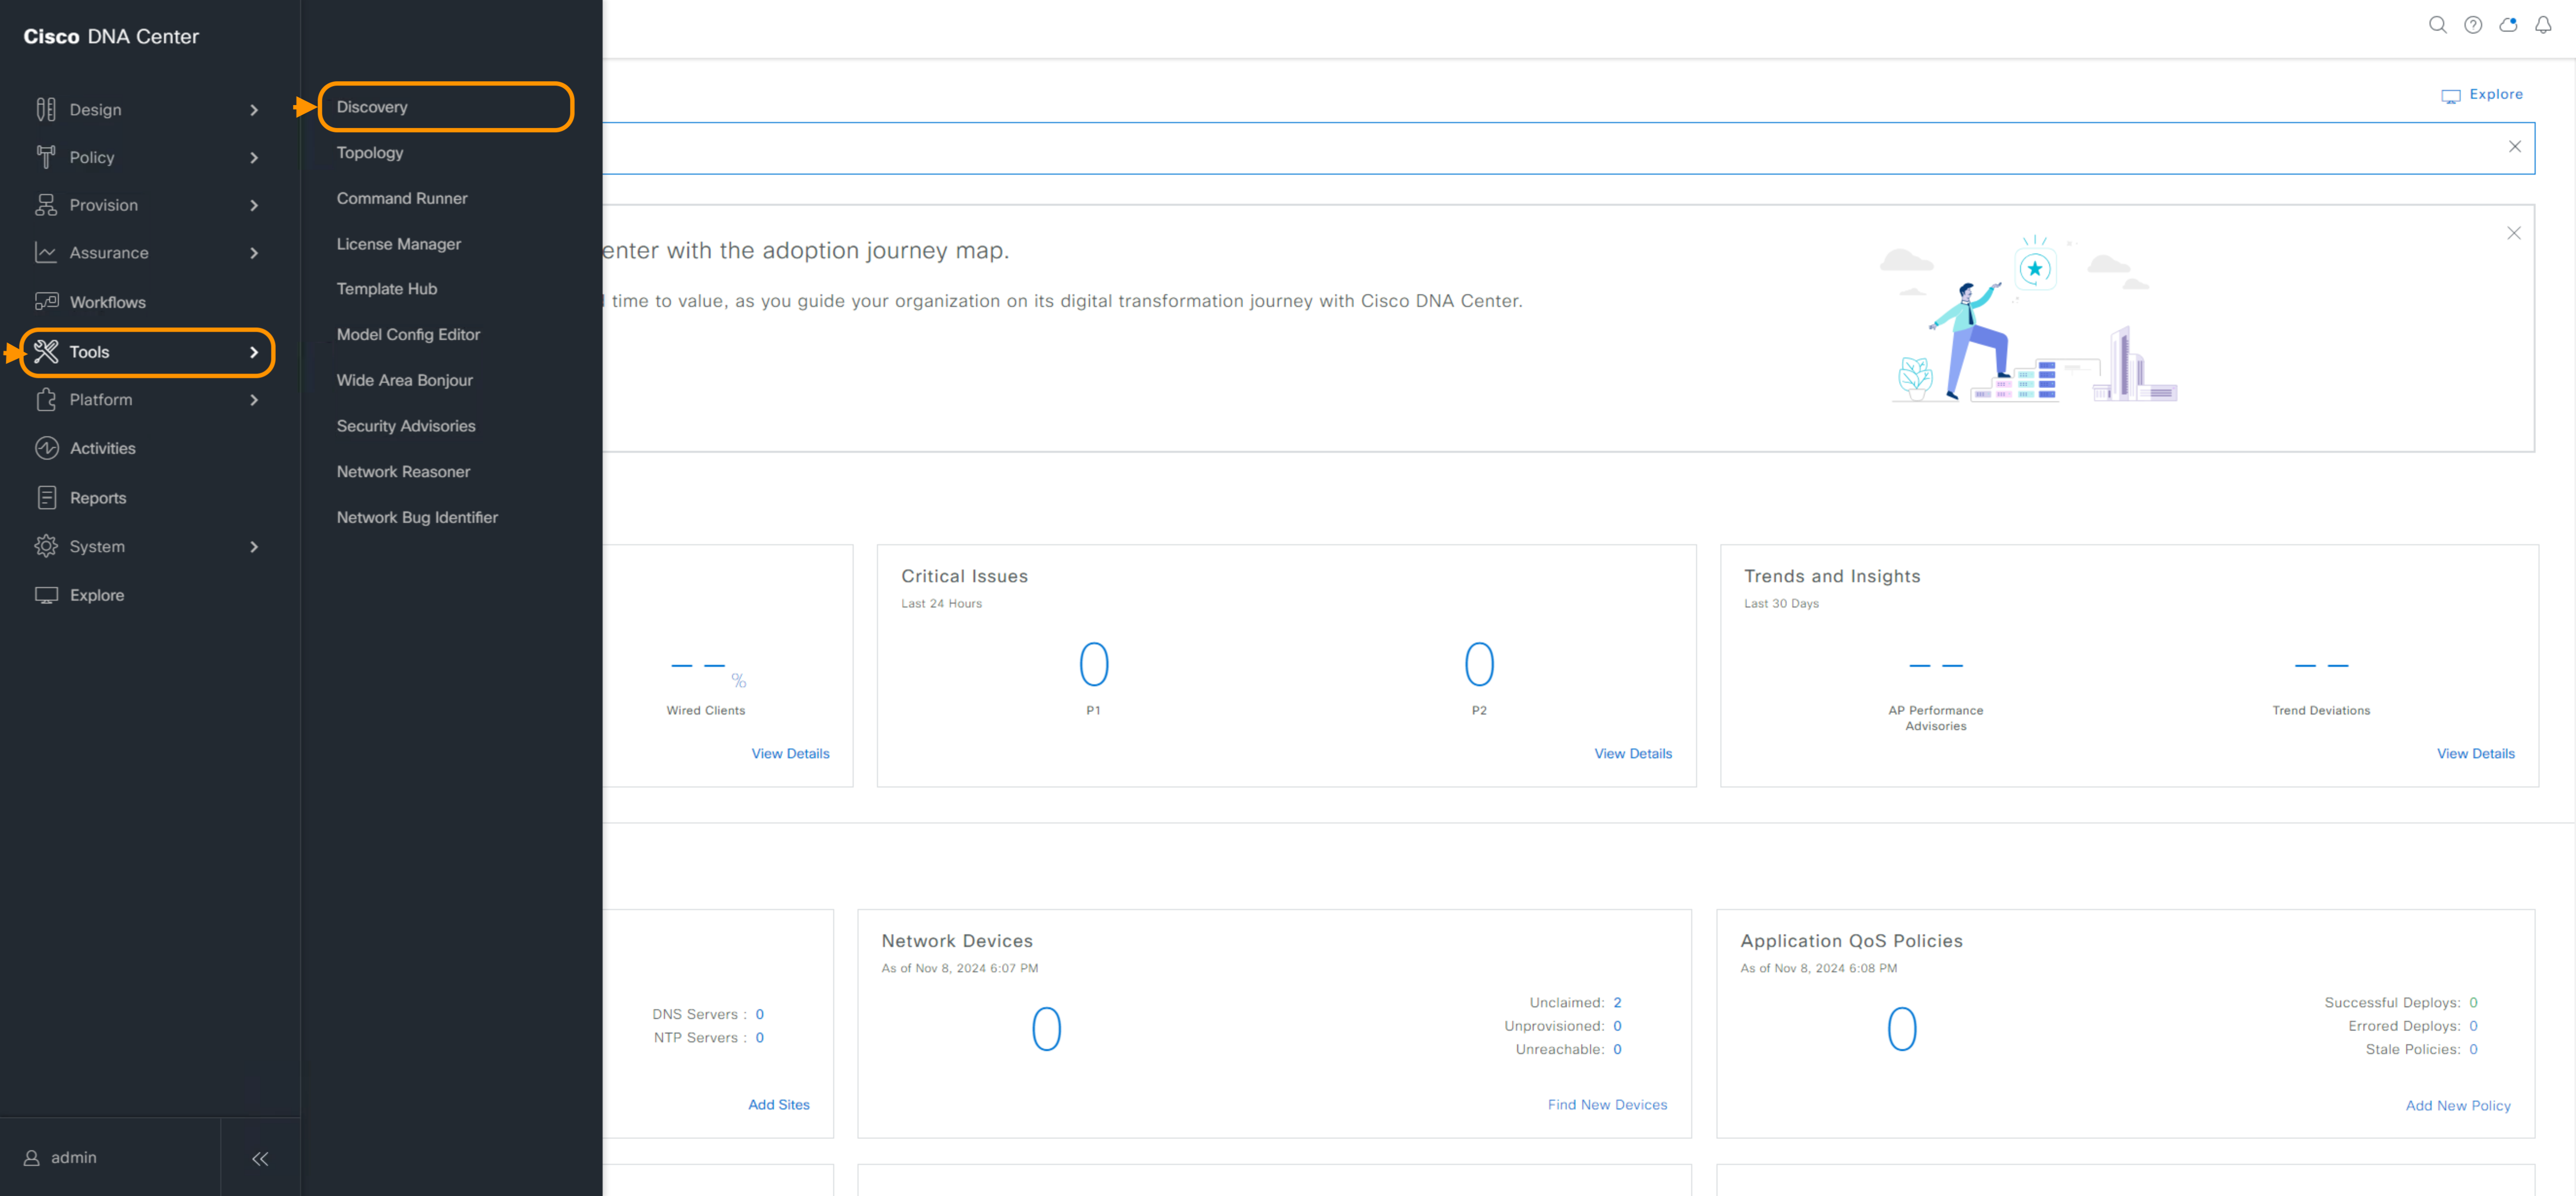 Cisco DNA Center
Design
Policy
Provision
Assurance
Workflows
Tools
Platform
Activities
Reports
System
Explore
admin
Discovery
Topology
Command Runner
License Manager
Template Hub
Model Config Editor
Wide Area Bonjour
Security Advisories
Network Reasoner
Network Bug Identifier
Explore
enter with the adoption journey map.
time to value, as you guide your organization on its digital transformation journey with Cisco DNA Center.
-- %
Wired Clients
View Details
Critical Issues
Last 24 Hours
0
P1
0
P2
View Details
Trends and Insights
Last 30 Days
--
AP Performance
Advisories
--
Trend Deviations
View Details
DNS Servers : 0
NTP Servers : 0
Add Sites
Network Devices
As of Nov 8, 2024 6:07 PM
0
Unclaimed: 2
Unprovisioned: 0
Unreachable: 0
Find New Devices
Application QoS Policies
As of Nov 8, 2024 6:08 PM
0
Successful Deploys: 0
Errored Deploys: 0
Stale Policies: 0
Add New Policy